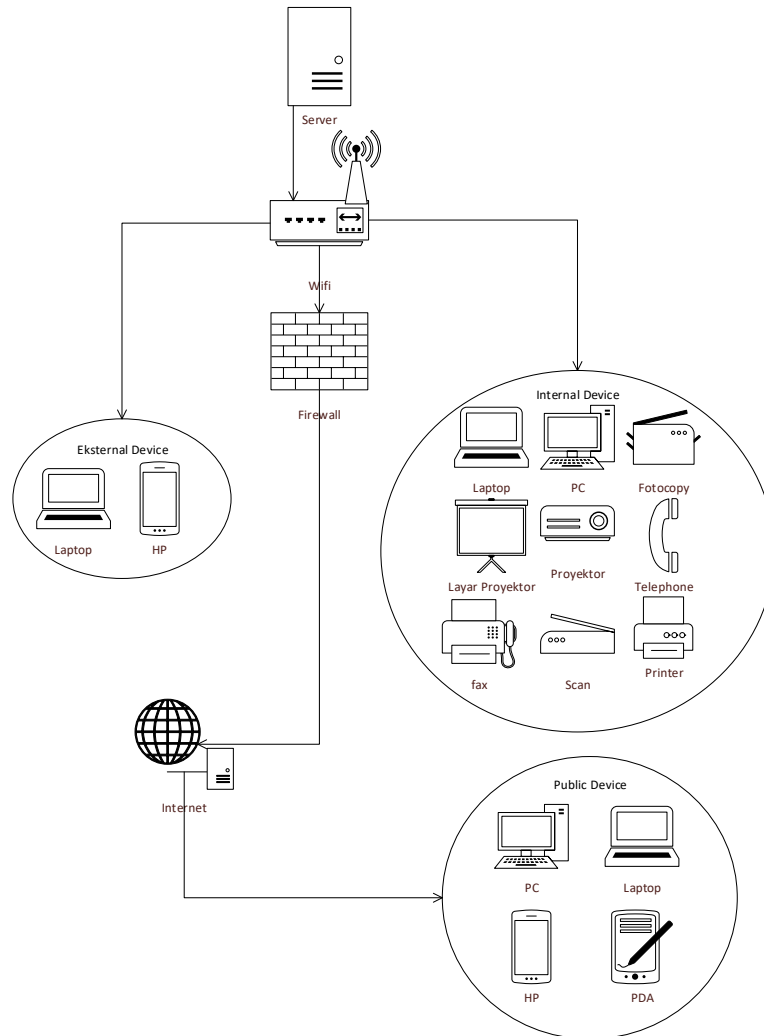 Server
Wifi
Firewall
Eksternal Device
Laptop
HP
Internal Device
Laptop
PC
Fotocopy
Layar Proyektor
Proyektor
Telephone
fax
Scan
Printer
Internet
Public Device
PC
Laptop
HP
PDA